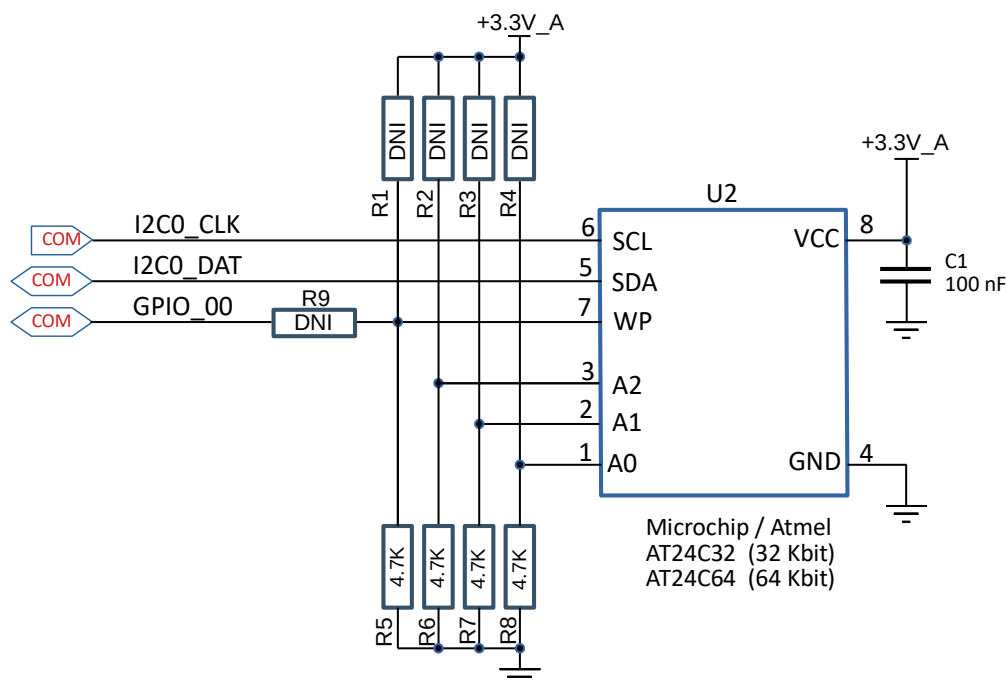 +3.3V_A
DNI
DNI
DNI
DNI
R1
R2
R3
R4
+3.3V_A
U2
COM
I2C0_CLK
6
SCL
VCC
8
COM
I2C0_DAT
5
SDA
C1
100 nF
COM
GPIO_00
R9
DNI
7
WP
3
A2
2
A1
1
A0
GND
4
Microchip / Atmel
AT24C32 (32 Kbit)
AT24C64 (64 Kbit)
4.7K
4.7K
4.7K
4.7K
R5
R6
R7
R8